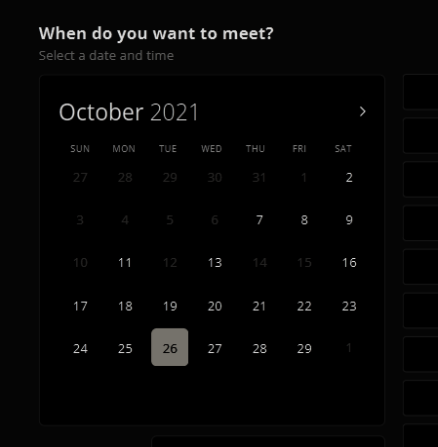 When do you want to meet?
Select a date and time
October 2021 >
SUN MON TUE WED THU FRI SAT
27 28 29 30 31 1 2
3 4 5 6 7 8 9
10 11 12 13 14 15 16
17 18 19 20 21 22 23
24 25 26 27 28 29 1